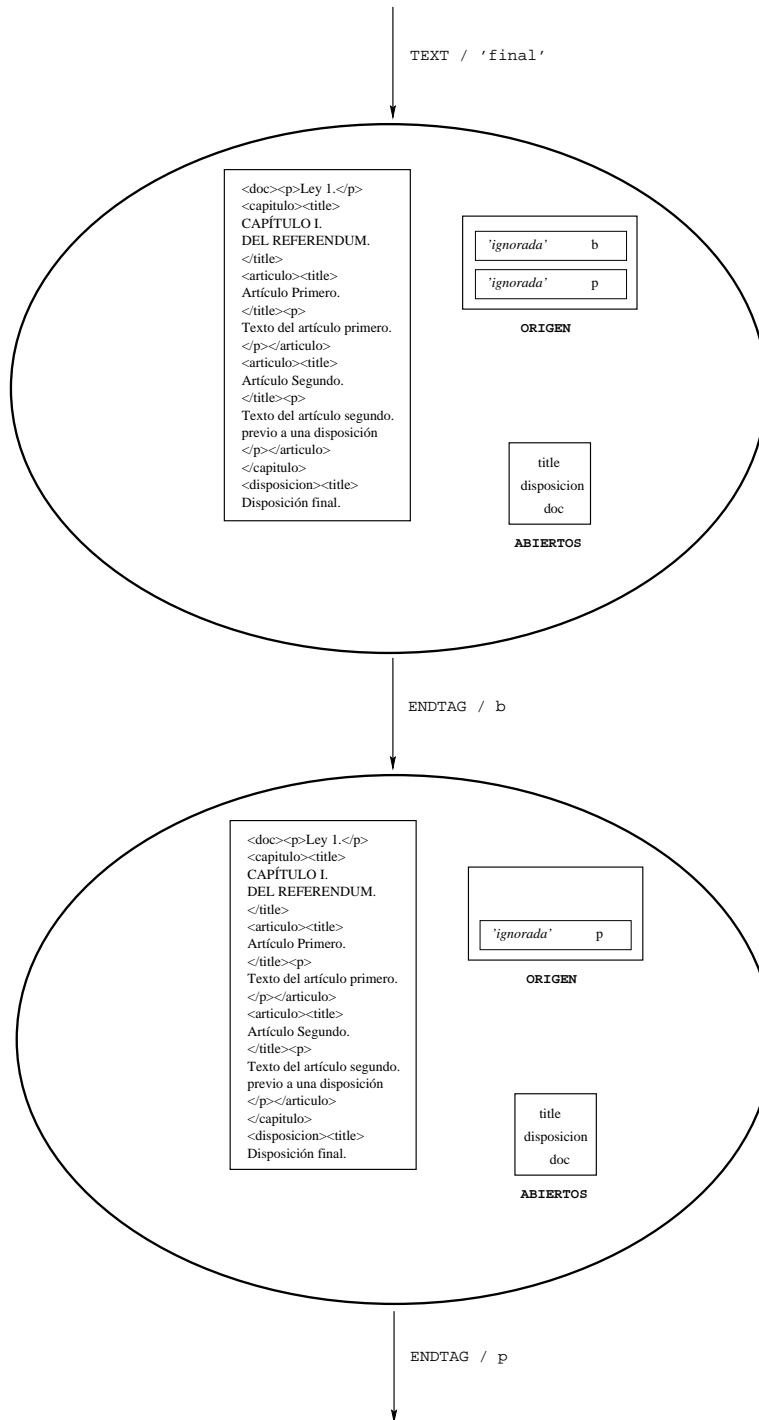 TEXT / 'final'
<doc><p>Ley 1.</p>
<capitulo><title>
CAPÍTULO I.
DEL REFERENDUM.
</title>
<articulo><title>
Artículo Primero.
</title><p>
Texto del artículo primero.
</p></articulo>
<articulo><title>
Artículo Segundo.
</title><p>
Texto del artículo segundo.
previo a una disposición
</p></articulo>
</capitulo>
<disposicion><title>
Disposición final.
'ignorada' b
'ignorada' p
ORIGEN
title
disposicion
doc
ABIERTOS
ENDTAG / b
<doc><p>Ley 1.</p>
<capitulo><title>
CAPÍTULO I.
DEL REFERENDUM.
</title>
<articulo><title>
Artículo Primero.
</title><p>
Texto del artículo primero.
</p></articulo>
<articulo><title>
Artículo Segundo.
</title><p>
Texto del artículo segundo.
previo a una disposición
</p></articulo>
</capitulo>
<disposicion><title>
Disposición final.
'ignorada' p
ORIGEN
title
disposicion
doc
ABIERTOS
ENDTAG / p